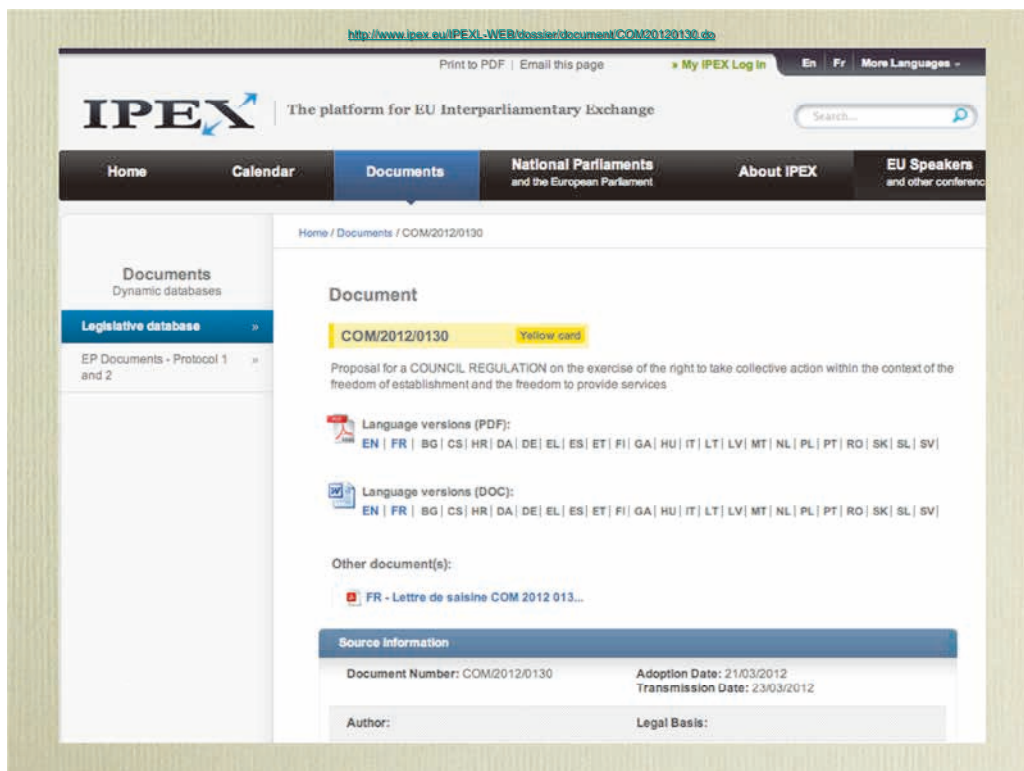 http://www.ipex.eu/IPEXL-WEB/dossier/document/COM20120130.do
Print to PDF | Email this page
» My IPEX Log In
En Fr More Languages
IPEX
The platform for EU Interparliamentary Exchange
Search...
Home
Calendar
Documents
National Parliaments
and the European Parliament
About IPEX
EU Speakers
and other conferenc
Home / Documents / COM/2012/0130
Documents
Dynamic databases
Legislative database »
EP Documents - Protocol 1 »
and 2
Document
COM/2012/0130 Yellow card
Proposal for a COUNCIL REGULATION on the exercise of the right to take collective action within the context of the
freedom of establishment and the freedom to provide services
Language versions (PDF):
EN | FR | BG| CS| HR| DA| DE| EL| ES| ET| FI| GA| HU| IT| LT| LV| MT| NL| PL| PT| RO| SK| SL| SV|
Language versions (DOC):
EN | FR | BG| CS| HR| DA| DE| EL| ES| ET| FI| GA| HU| IT| LT| LV| MT| NL| PL| PT| RO| SK| SL| SV|
Other document(s):
FR - Lettre de saisine COM 2012 013...
Source Information
Document Number: COM/2012/0130
Adoption Date: 21/03/2012
Transmission Date: 23/03/2012
Author:
Legal Basis: